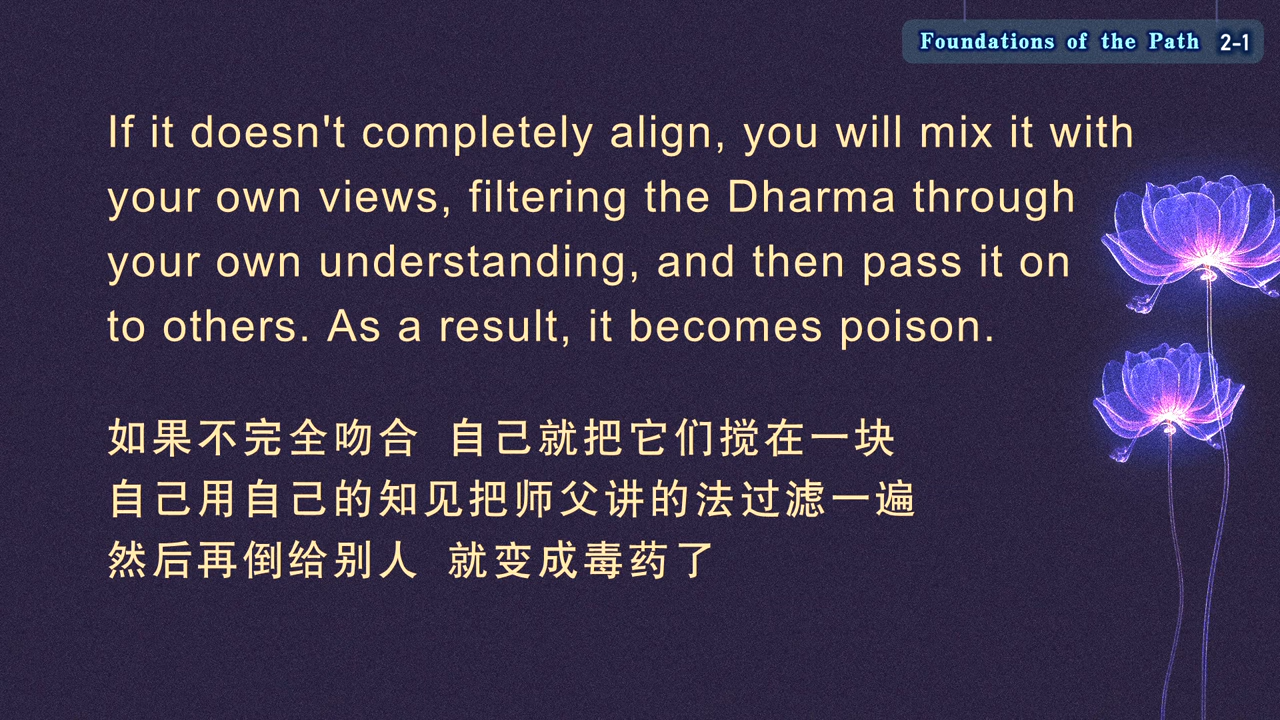 Foundations of the Path 2-1
If it doesn't completely align, you will mix it with
your own views, filtering the Dharma through
your own understanding, and then pass it on
to others. As a result, it becomes poison.
如果不完全吻合 自己就把它们搅在一块
自己用自己的知见把师父讲的法过滤一遍
然后再倒给别人 就变成毒药了